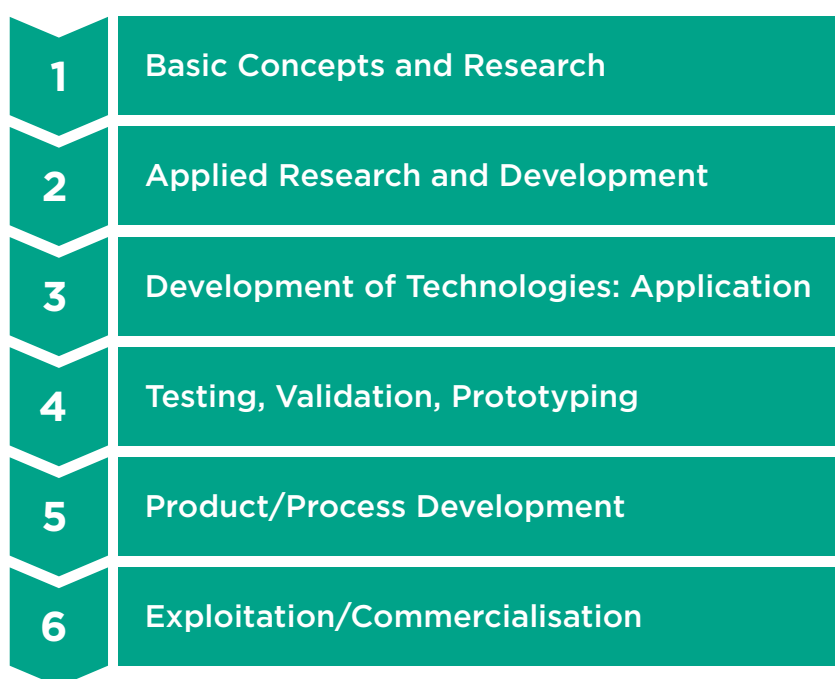 1 Basic Concepts and Research
2 Applied Research and Development
3 Development of Technologies: Application
4 Testing, Validation, Prototyping
5 Product/Process Development
6 Exploitation/Commercialisation